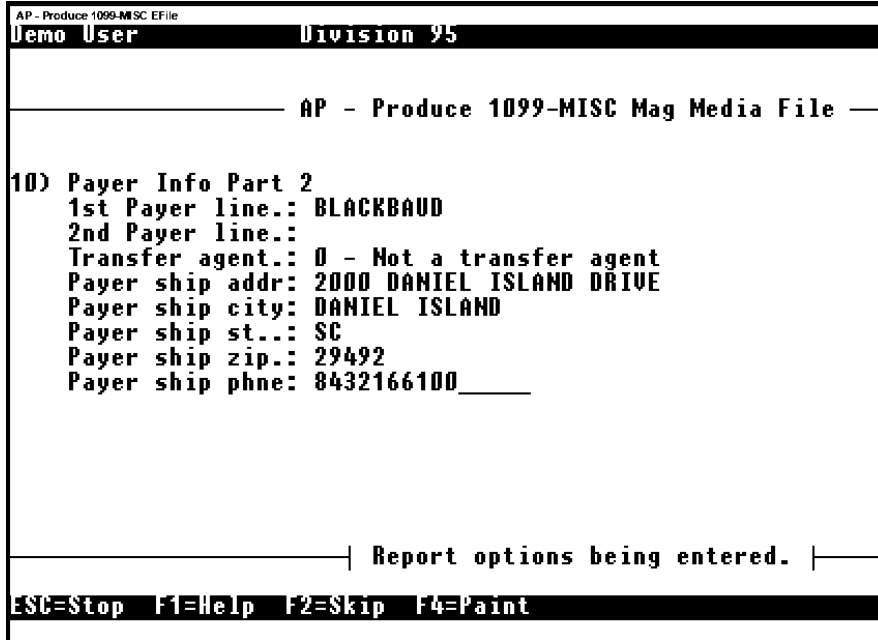 AP - Produce 1099-MISC EFile
Demo User Division 95
AP - Produce 1099-MISC Mag Media File
10) Payer Info Part 2
1st Payer line.: BLACKBAUD
2nd Payer line.:
Transfer agent.: 0 - Not a transfer agent
Payer ship addr: 2000 DANIEL ISLAND DRIVE
Payer ship city: DANIEL ISLAND
Payer ship st..: SC
Payer ship zip.: 29492
Payer ship phne: 8432166100_____
Report options being entered.
ESC=Stop F1=Help F2=Skip F4=Paint